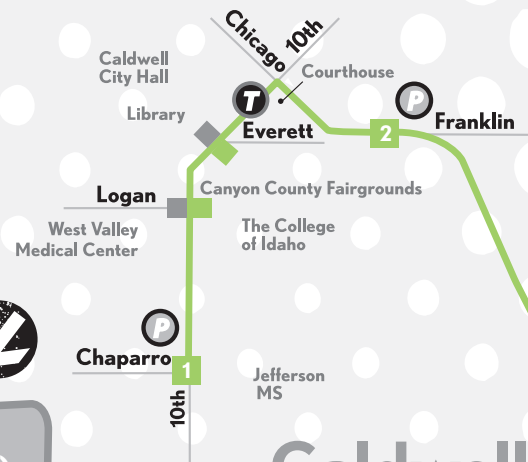 Chicago
10th
Caldwell
City Hall
Courthouse
T
P
Library
Everett
2
Franklin
Logan
Canyon County Fairgrounds
West Valley
Medical Center
The College
of Idaho
P
Chaparro
1
Jefferson
MS
10th
Caldwell